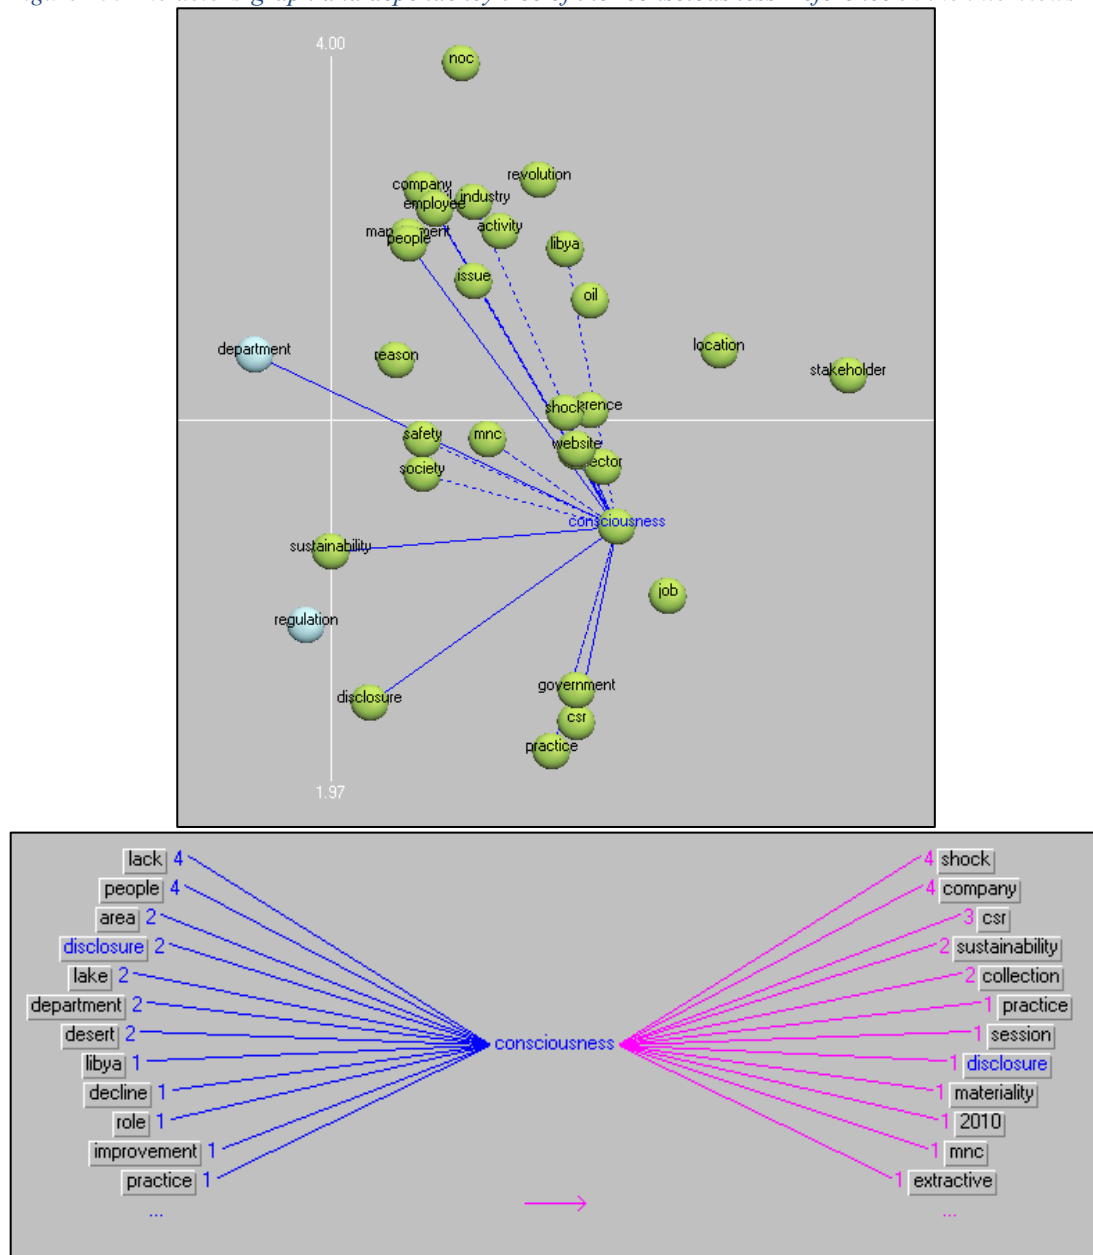 4.00
noc
revolution
company
industry
employee
activity
people
libya
issue
oil
department
reason
location
stakeholder
shock
safety
mnc
website
society
consciousness
sustainability
job
regulation
government
disclosure
csr
practice
1.97
lack 4
people 4
area 2
disclosure 2
lake 2
department 2
desert 2
libya 1
decline 1
role 1
improvement 1
practice 1
...
consciousness
4 shock
4 company
3 csr
2 sustainability
2 collection
1 practice
1 session
1 disclosure
1 materiality
1 2010
1 mnc
1 extractive
...